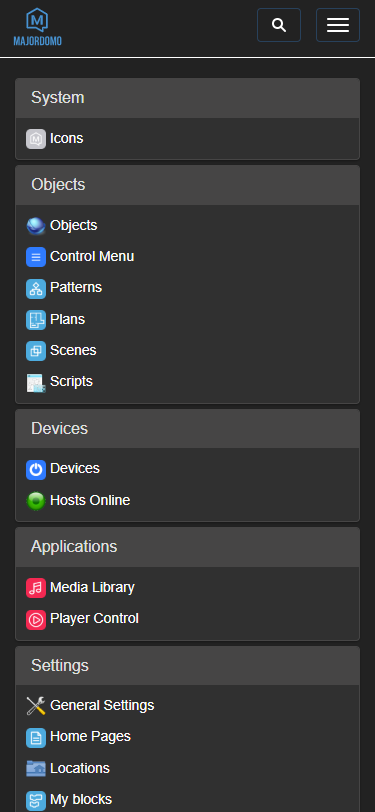 MAJORDOMO
System
Icons
Objects
Objects
Control Menu
Patterns
Plans
Scenes
Scripts
Devices
Devices
Hosts Online
Applications
Media Library
Player Control
Settings
General Settings
Home Pages
Locations
My blocks